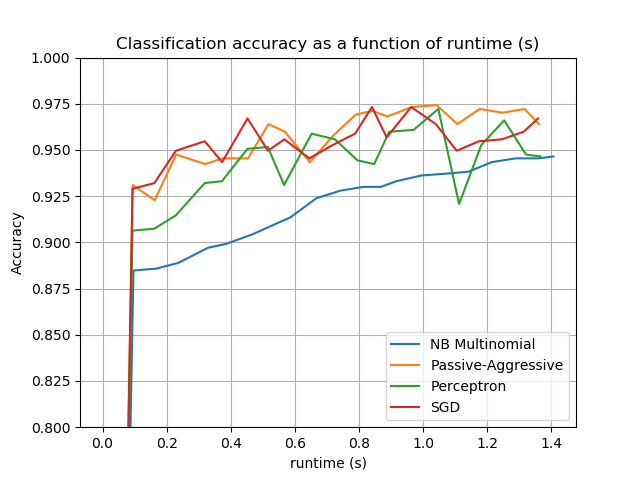 Classification accuracy as a function of runtime (s)
1.000
0.975
0.950
0.925
0.900
0.875
0.850
0.825
0.800
Accuracy
NB Multinomial
Passive-Aggressive
Perceptron
SGD
0.0 0.2 0.4 0.6 0.8 1.0 1.2 1.4
runtime (s)